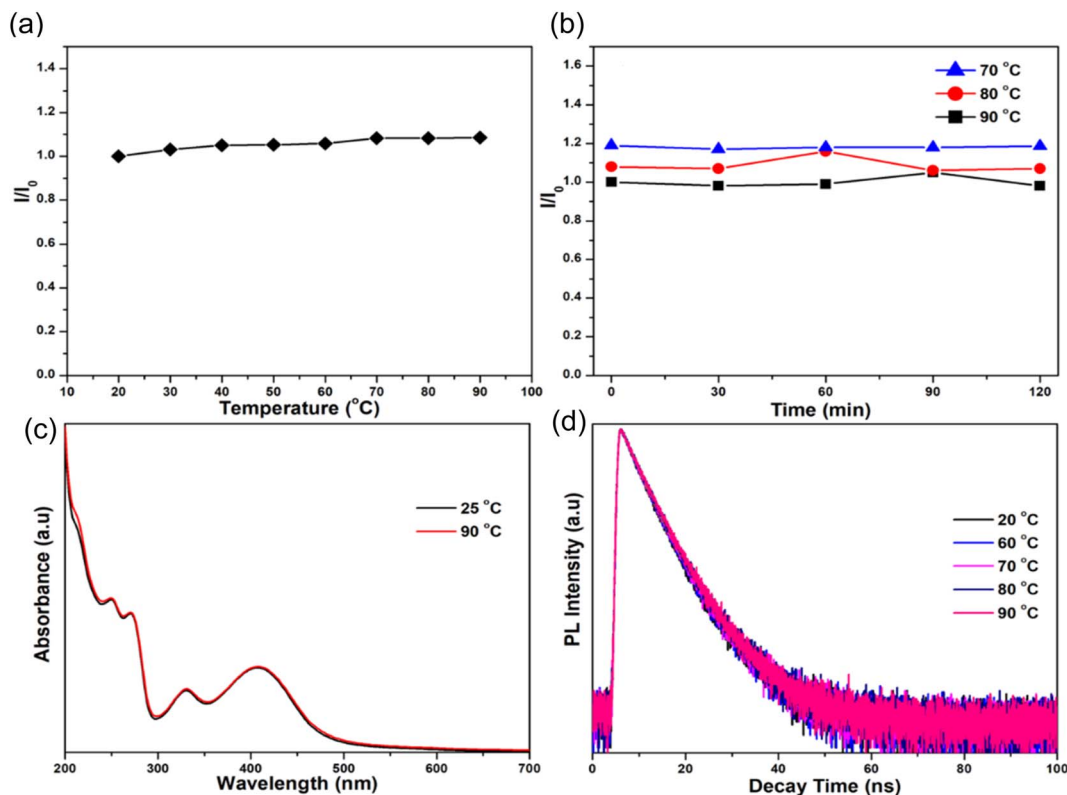 (a)
I/I0
1.4
1.2
1.0
0.8
0.6
0.4
0.2
0.0
10 20 30 40 50 60 70 80 90 100
Temperature (°C)
(b)
I/I0
1.6
1.4
1.2
1.0
0.8
0.6
0.4
0.2
0.0
70 °C
80 °C
90 °C
0 30 60 90 120
Time (min)
(c)
Absorbance (a.u)
25 °C
90 °C
200 300 400 500 600 700
Wavelength (nm)
(d)
PL Intensity (a.u)
20 °C
60 °C
70 °C
80 °C
90 °C
0 20 40 60 80 100
Decay Time (ns)